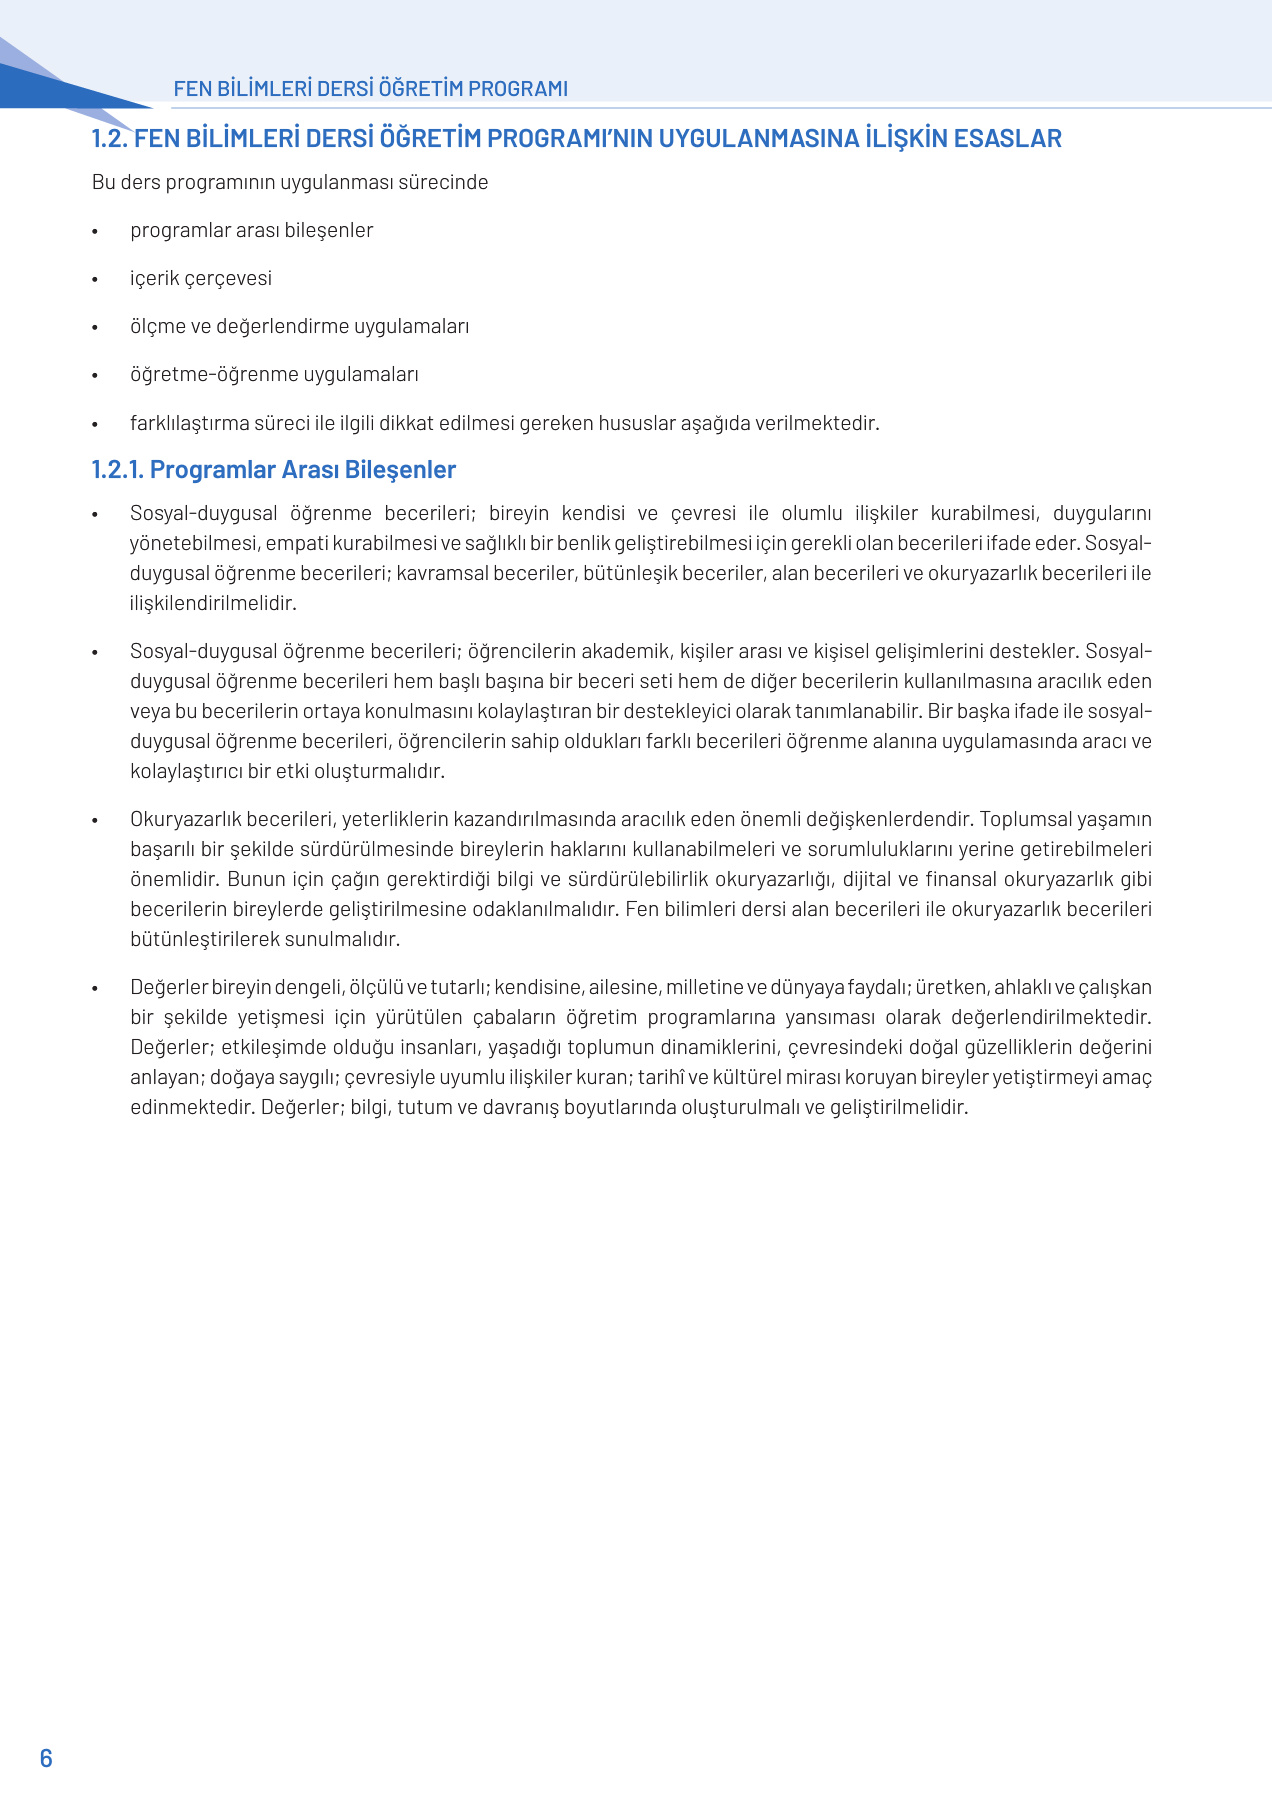 FEN BİLİMLERİ DERSİ ÖĞRETİM PROGRAMI
1.2. FEN BİLİMLERİ DERSİ ÖĞRETİM PROGRAMI’NIN UYGULANMASINA İLİŞKİN ESASLAR
Bu ders programının uygulanması sürecinde
• programlar arası bileşenler
• içerik çerçevesi
• ölçme ve değerlendirme uygulamaları
• öğretme-öğrenme uygulamaları
• farklılaştırma süreci ile ilgili dikkat edilmesi gereken hususlar aşağıda verilmektedir.
1.2.1. Programlar Arası Bileşenler
• Sosyal-duygusal öğrenme becerileri; bireyin kendisi ve çevresi ile olumlu ilişkiler kurabilmesi, duygularını
yönetebilmesi, empati kurabilmesi ve sağlıklı bir benlik geliştirebilmesi için gerekli olan becerileri ifade eder. Sosyal-
duygusal öğrenme becerileri; kavramsal beceriler, bütünleşik beceriler, alan becerileri ve okuryazarlık becerileri ile
ilişkilendirilmelidir.
• Sosyal-duygusal öğrenme becerileri; öğrencilerin akademik, kişiler arası ve kişisel gelişimlerini destekler. Sosyal-
duygusal öğrenme becerileri hem başlı başına bir beceri seti hem de diğer becerilerin kullanılmasına aracılık eden
veya bu becerilerin ortaya konulmasını kolaylaştıran bir destekleyici olarak tanımlanabilir. Bir başka ifade ile sosyal-
duygusal öğrenme becerileri, öğrencilerin sahip oldukları farklı becerileri öğrenme alanına uygulamasında aracı ve
kolaylaştırıcı bir etki oluşturmalıdır.
• Okuryazarlık becerileri, yeterliklerin kazandırılmasında aracılık eden önemli değişkenlerdendir. Toplumsal yaşamın
başarılı bir şekilde sürdürülmesinde bireylerin haklarını kullanabilmeleri ve sorumluluklarını yerine getirebilmeleri
önemlidir. Bunun için çağın gerektirdiği bilgi ve sürdürülebilirlik okuryazarlığı, dijital ve finansal okuryazarlık gibi
becerilerin bireylerde geliştirilmesine odaklanılmalıdır. Fen bilimleri dersi alan becerileri ile okuryazarlık becerileri
bütünleştirilerek sunulmalıdır.
• Değerler bireyin dengeli, ölçülü ve tutarlı; kendisine, ailesine, milletine ve dünyaya faydalı; üretken, ahlaklı ve çalışkan
bir şekilde yetişmesi için yürütülen çabaların öğretim programlarına yansıması olarak değerlendirilmektedir.
Değerler; etkileşimde olduğu insanları, yaşadığı toplumun dinamiklerini, çevresindeki doğal güzelliklerin değerini
anlayan; doğaya saygılı; çevresiyle uyumlu ilişkiler kuran; tarihî ve kültürel mirası koruyan bireyler yetiştirmeyi amaç
edinmektedir. Değerler; bilgi, tutum ve davranış boyutlarında oluşturulmalı ve geliştirilmelidir.
6